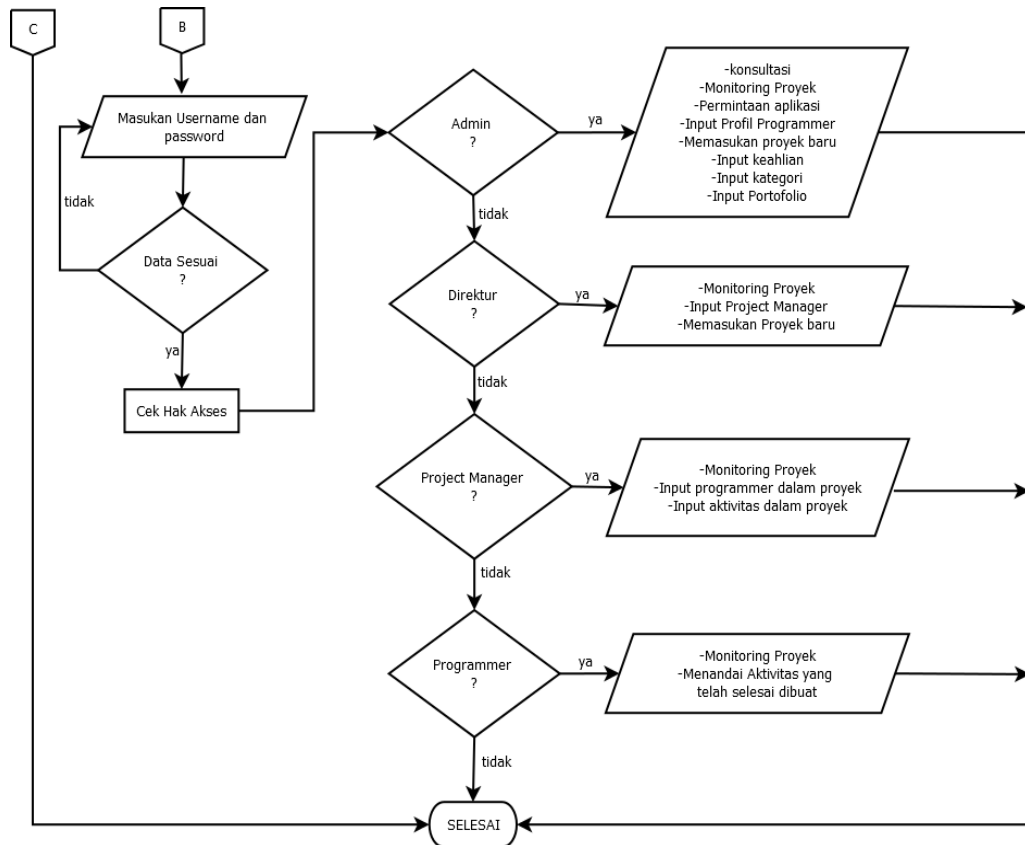 C
B
Masukan Username dan
password
tidak
Data Sesuai
?
ya
Cek Hak Akses
Admin
?
ya
-konsultasi
-Monitoring Proyek
-Permintaan aplikasi
-Input Profil Programmer
-Memasukan proyek baru
-Input keahlian
-Input kategori
-Input Portofolio
tidak
Direktur
?
ya
-Monitoring Proyek
-Input Project Manager
-Memasukan Proyek baru
tidak
Project Manager
?
ya
-Monitoring Proyek
-Input programmer dalam proyek
-Input aktivitas dalam proyek
tidak
Programmer
?
ya
-Monitoring Proyek
-Menandai Aktivitas yang
telah selesai dibuat
tidak
SELESAI